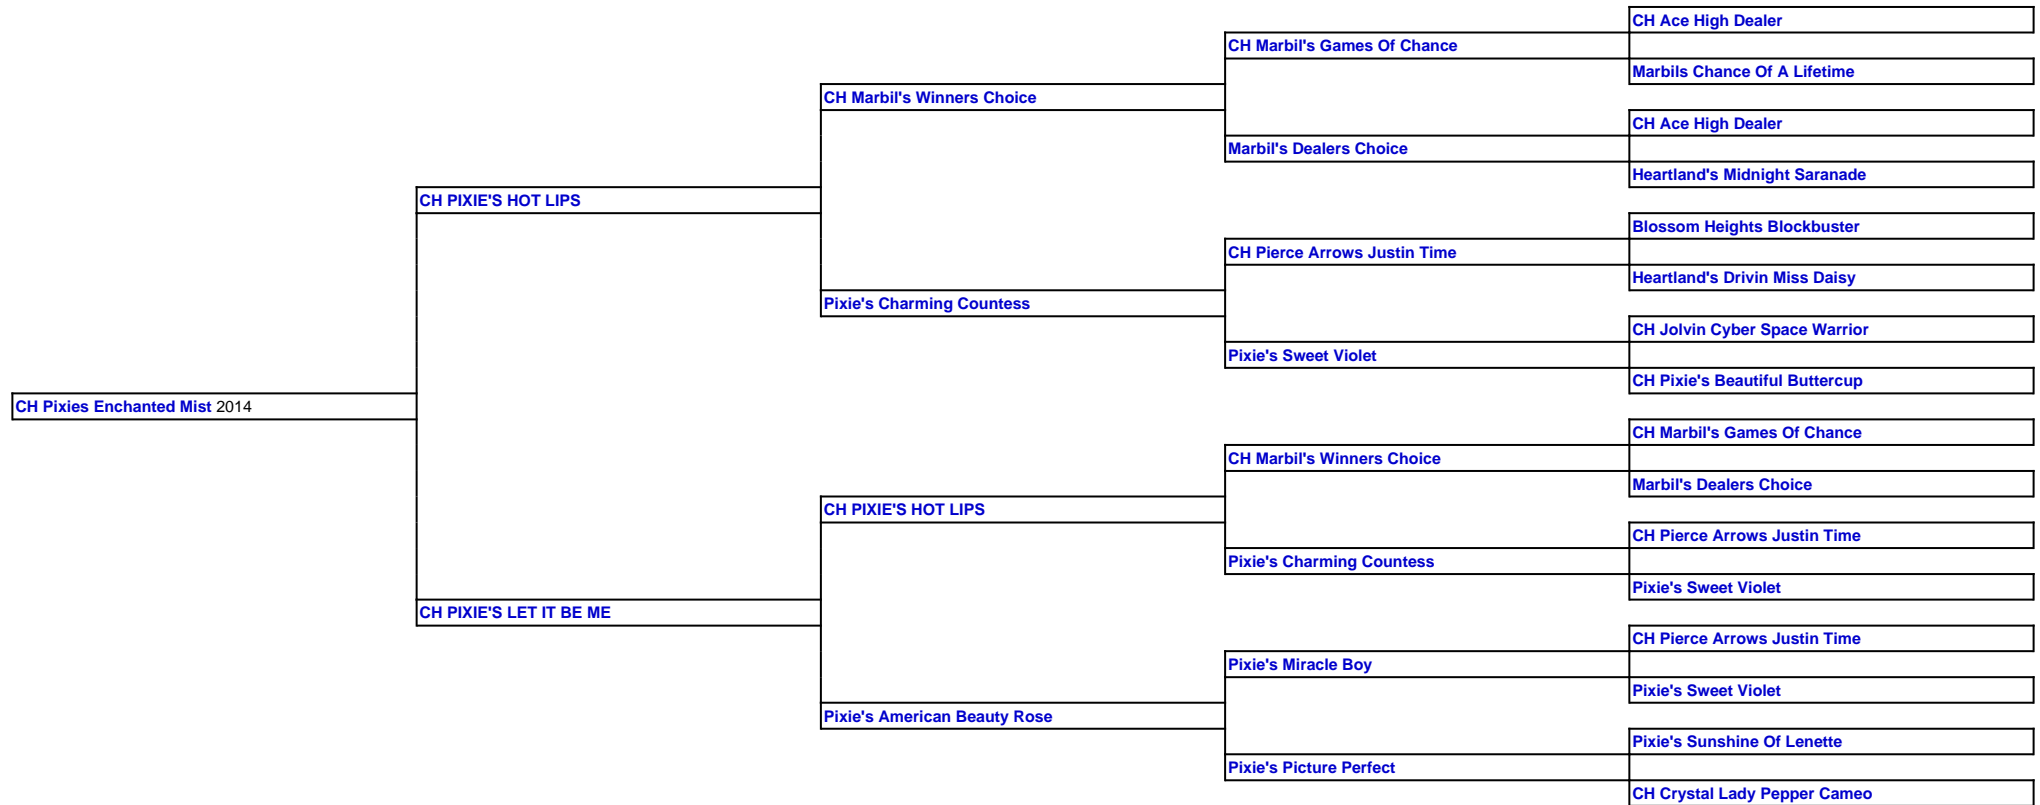 CH Ace High Dealer
CH Marbil's Games Of Chance
Marbils Chance Of A Lifetime
CH Marbil's Winners Choice
CH Ace High Dealer
Marbil's Dealers Choice
Heartland's Midnight Saranade
CH PIXIE'S HOT LIPS
Blossom Heights Blockbuster
CH Pierce Arrows Justin Time
Heartland's Drivin Miss Daisy
Pixie's Charming Countess
CH Jolvin Cyber Space Warrior
Pixie's Sweet Violet
CH Pixie's Beautiful Buttercup
CH Pixies Enchanted Mist 2014
CH Marbil's Games Of Chance
CH Marbil's Winners Choice
Marbil's Dealers Choice
CH PIXIE'S HOT LIPS
CH Pierce Arrows Justin Time
Pixie's Charming Countess
Pixie's Sweet Violet
CH PIXIE'S LET IT BE ME
CH Pierce Arrows Justin Time
Pixie's Miracle Boy
Pixie's Sweet Violet
Pixie's American Beauty Rose
Pixie's Sunshine Of Lenette
Pixie's Picture Perfect
CH Crystal Lady Pepper Cameo